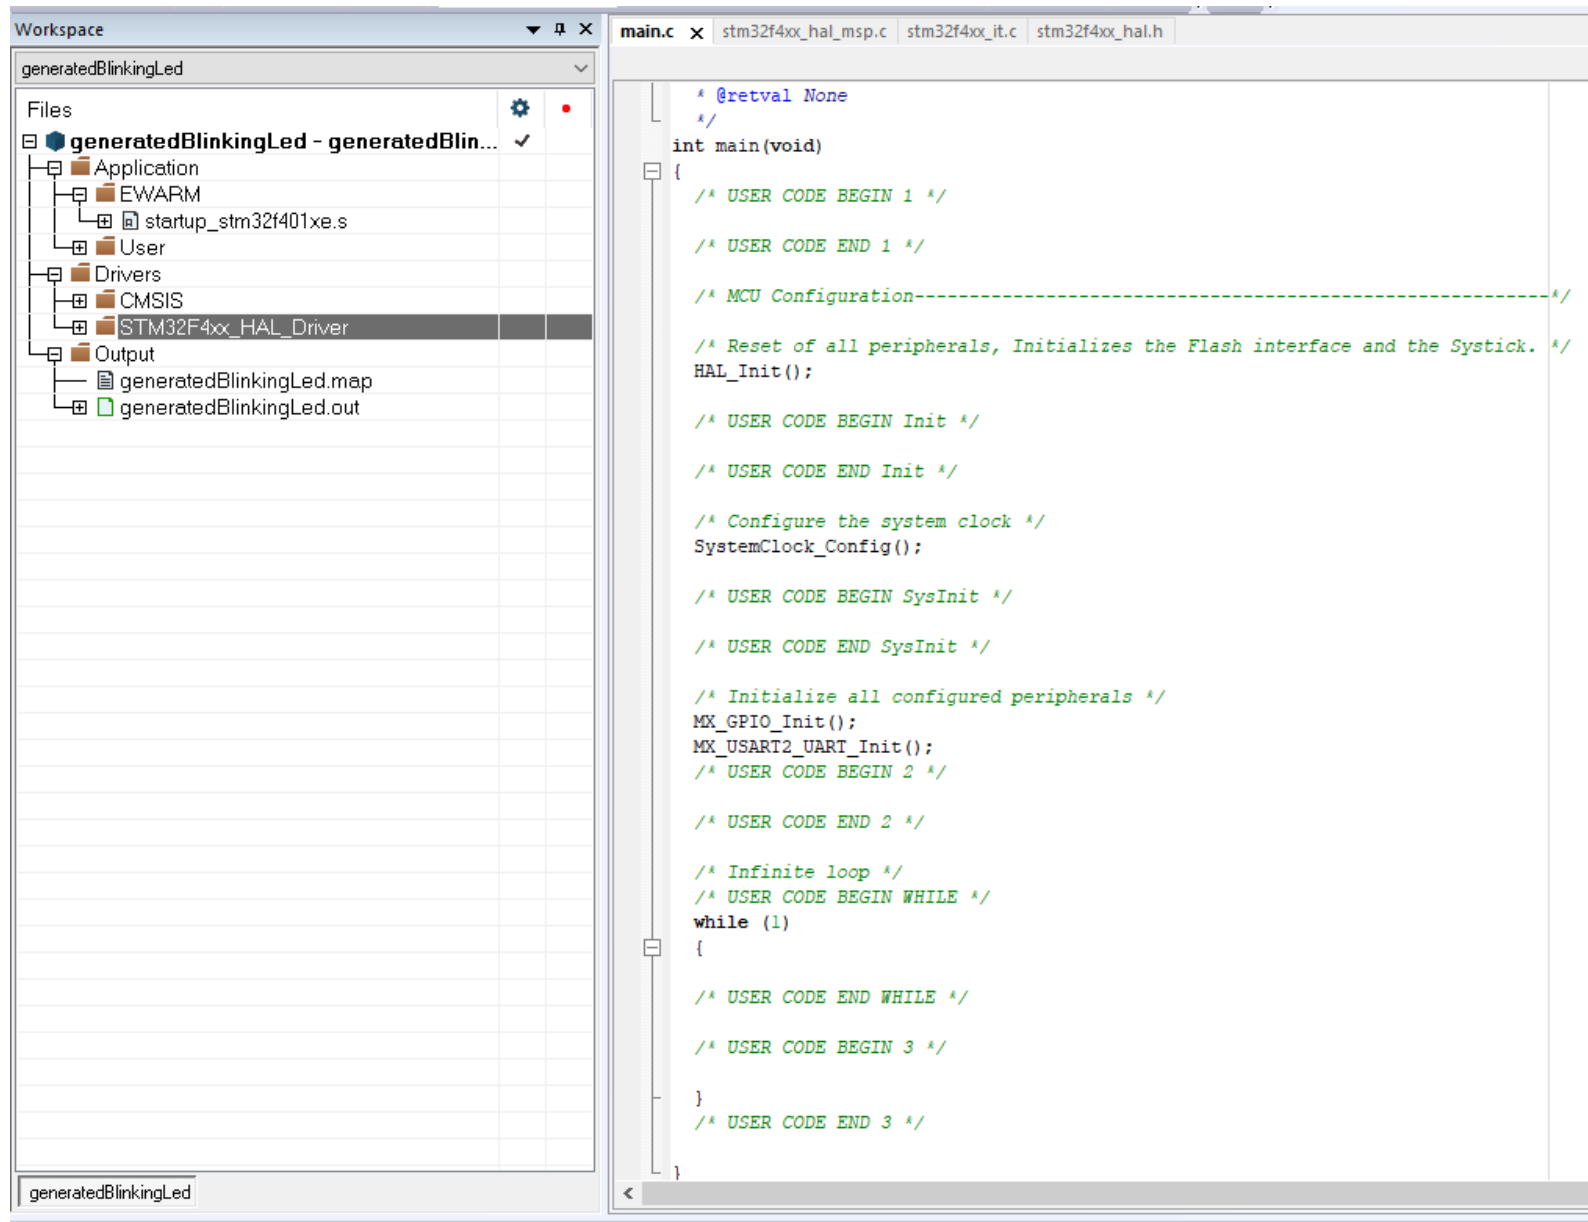 Workspace
generatedBlinkingLed
Files
generatedBlinkingLed - generatedBlin...
Application
EWARM
startup_stm32f401xe.s
User
Drivers
CMSIS
STM32F4xx_HAL_Driver
Output
generatedBlinkingLed.map
generatedBlinkingLed.out
generatedBlinkingLed
main.c stm32f4xx_hal_msp.c stm32f4xx_it.c stm32f4xx_hal.h
* @retval None
*/
int main(void)
{
/* USER CODE BEGIN 1 */
/* USER CODE END 1 */
/* MCU Configuration----------------------------------------------------------*/
/* Reset of all peripherals, Initializes the Flash interface and the Systick. */
HAL_Init();
/* USER CODE BEGIN Init */
/* USER CODE END Init */
/* Configure the system clock */
SystemClock_Config();
/* USER CODE BEGIN SysInit */
/* USER CODE END SysInit */
/* Initialize all configured peripherals */
MX_GPIO_Init();
MX_USART2_UART_Init();
/* USER CODE BEGIN 2 */
/* USER CODE END 2 */
/* Infinite loop */
/* USER CODE BEGIN WHILE */
while (1)
{
/* USER CODE END WHILE */
/* USER CODE BEGIN 3 */
}
/* USER CODE END 3 */
}